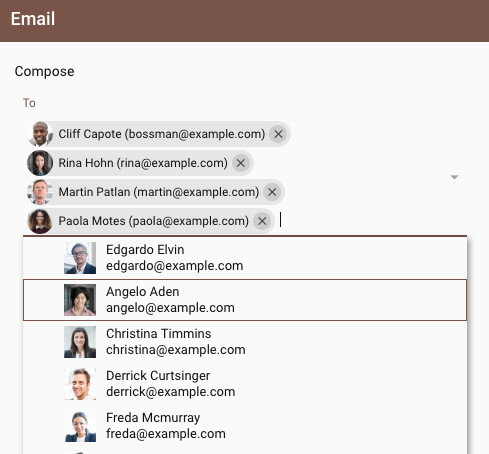 Email
Compose
To
Cliff Capote (bossman@example.com)
Rina Hohn (rina@example.com)
Martin Patlan (martin@example.com)
Paola Motes (paola@example.com)
Edgardo Elvin
edgardo@example.com
Angelo Aden
angelo@example.com
Christina Timmins
christina@example.com
Derrick Curtsinger
derrick@example.com
Freda Mcmurray
freda@example.com